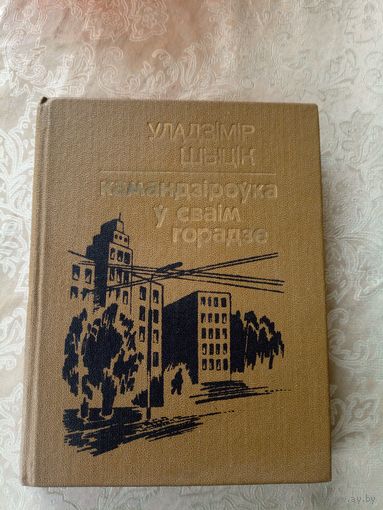 Уладзімір
Шыцік
Камандзіроўка
ў сваім
горадзе
ay.by